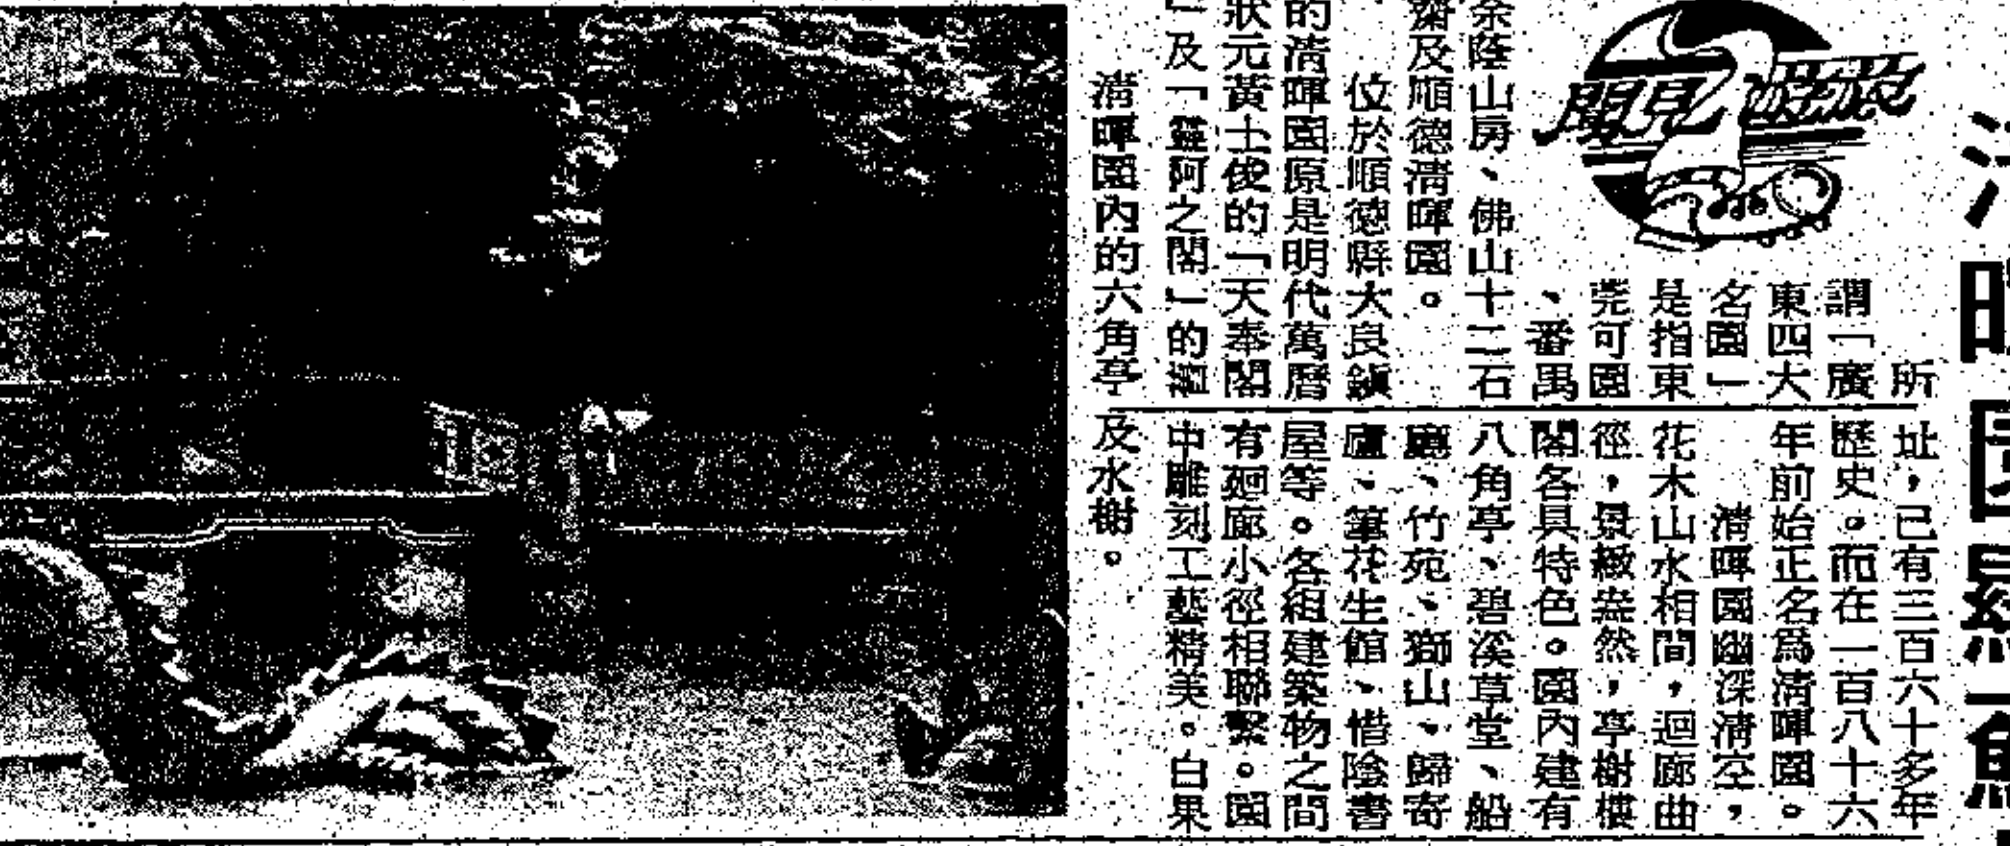 旅踪見聞
所
謂「廣
東四大
名園」
是指東
莞可園
、番禺
余蔭山房、佛山十二石
齋及順德清暉園。
位於順德縣大良鎮
的清暉園原是明代萬曆
狀元黃士俊的「天奉閣
」及「靈阿之閣」的舊
址，已有三百六十多年
歷史。而在一百八十六
年前始正名為清暉園。
清暉園幽深清空，
花木山水相間，迴廊曲
徑，景緻盎然，亭榭樓
閣各具特色。園內建有
八角亭、碧溪草堂、船
廳、竹苑、獅山、歸寄
廬、筆花生館、惜陰書
屋等。各組建築物之間
有廻廊小徑相聯繫。園
中雕刻工藝精美。白果
清暉園內的六角亭及水榭。